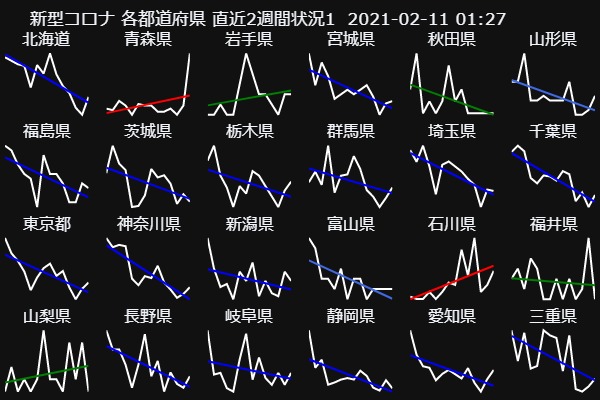 新型コロナ 各都道府県 直近2週間状況1 2021-02-11 01:27
北海道 青森県 岩手県 宮城県 秋田県 山形県
福島県 茨城県 栃木県 群馬県 埼玉県 千葉県
東京都 神奈川県 新潟県 富山県 石川県 福井県
山梨県 長野県 岐阜県 静岡県 愛知県 三重県